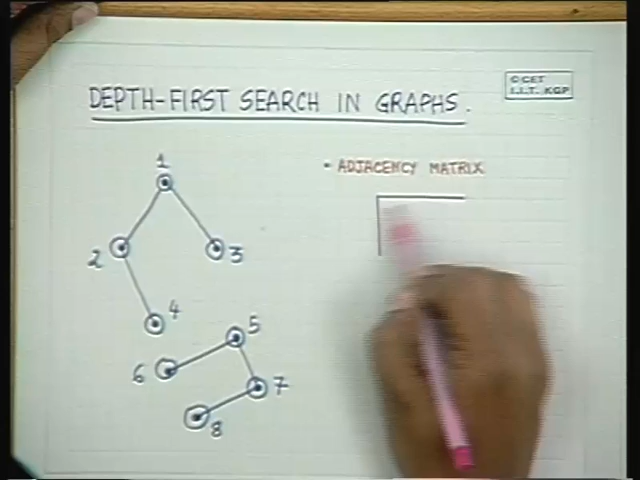 DEPTH-FIRST SEARCH IN GRAPHS.
© CET
I.I.T. KGP
1
• ADJACENCY MATRIX
2
3
4
5
6
7
8